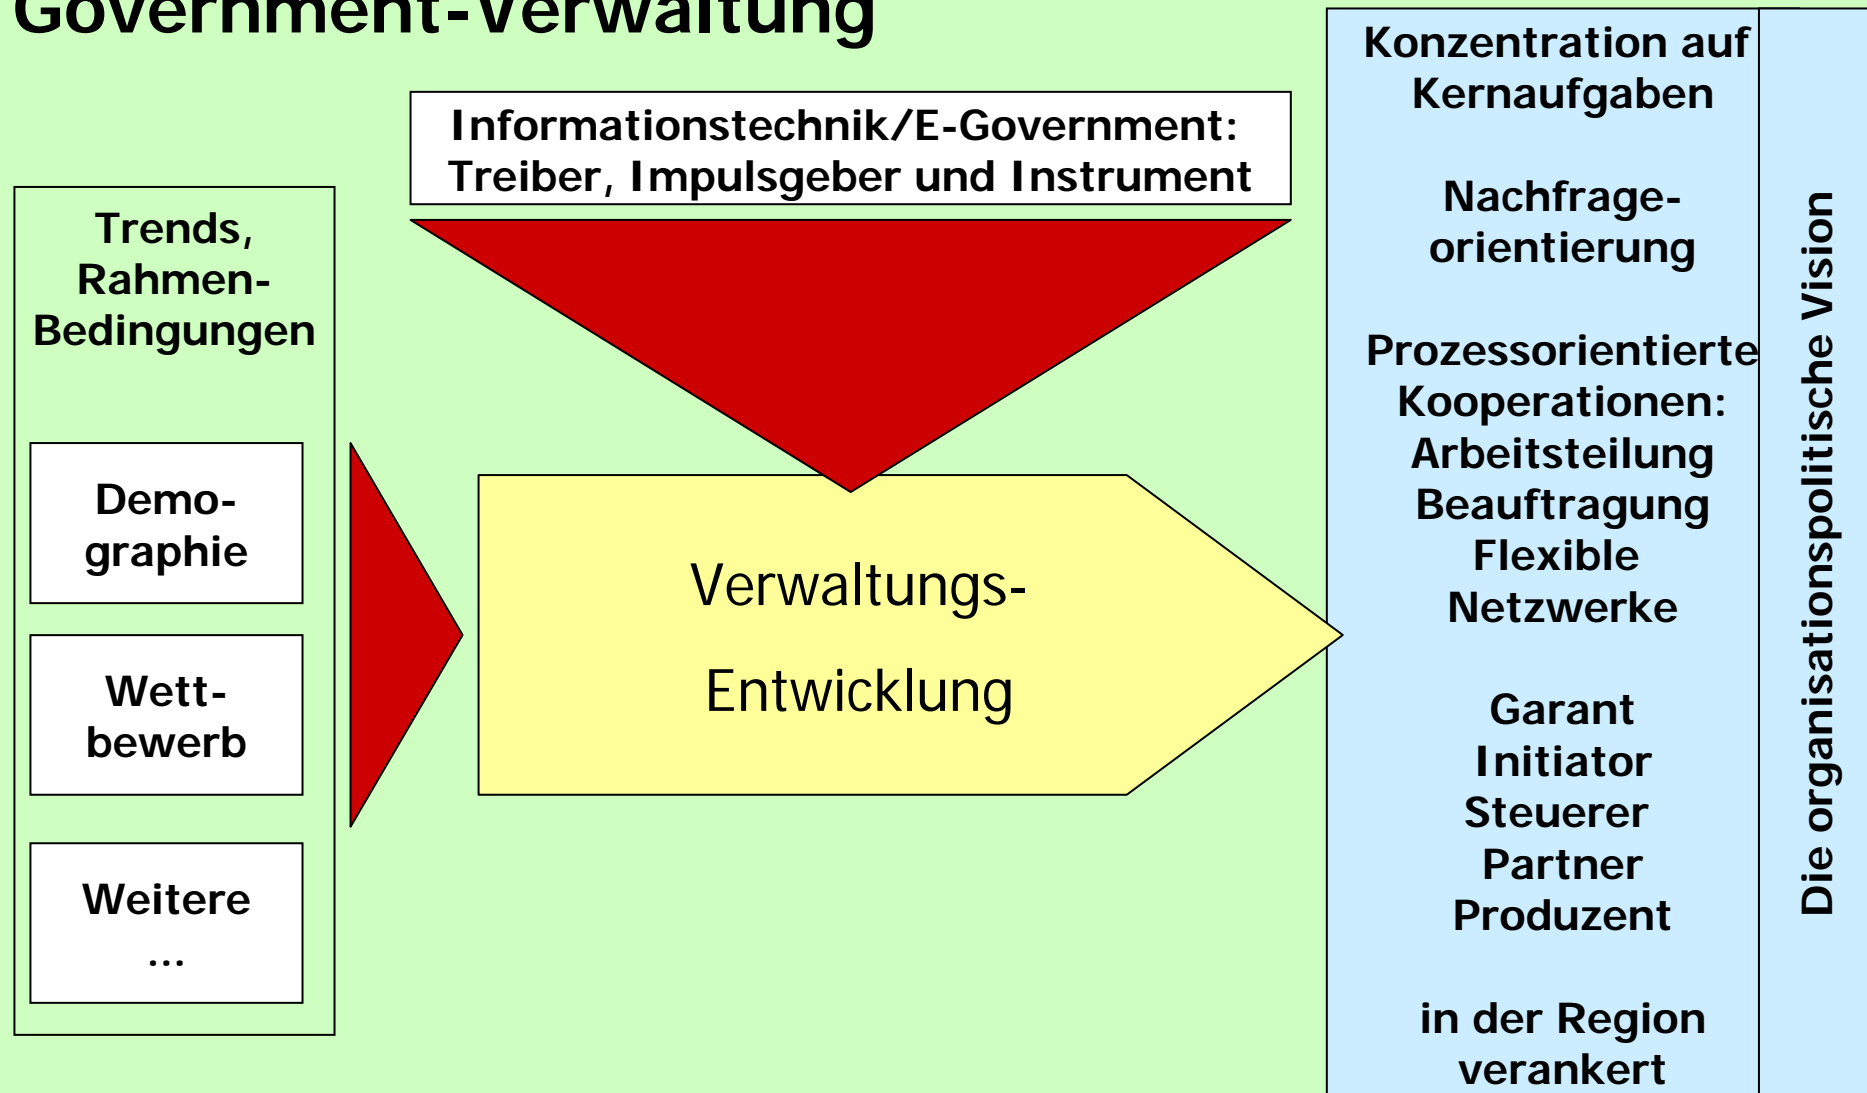 Government-Verwaltung
Informationstechnik/E-Government:
Treiber, Impulsgeber und Instrument
Trends,
Rahmen-
Bedingungen
Demo-
graphie
Wett-
bewerb
Weitere
...
Verwaltungs-
Entwicklung
Konzentration auf
Kernaufgaben
Nachfrage-
orientierung
Prozessorientierte
Kooperationen:
Arbeitsteilung
Beauftragung
Flexible
Netzwerke
Garant
Initiator
Steuerer
Partner
Produzent
in der Region
verankert
Die organisationspolitische Vision